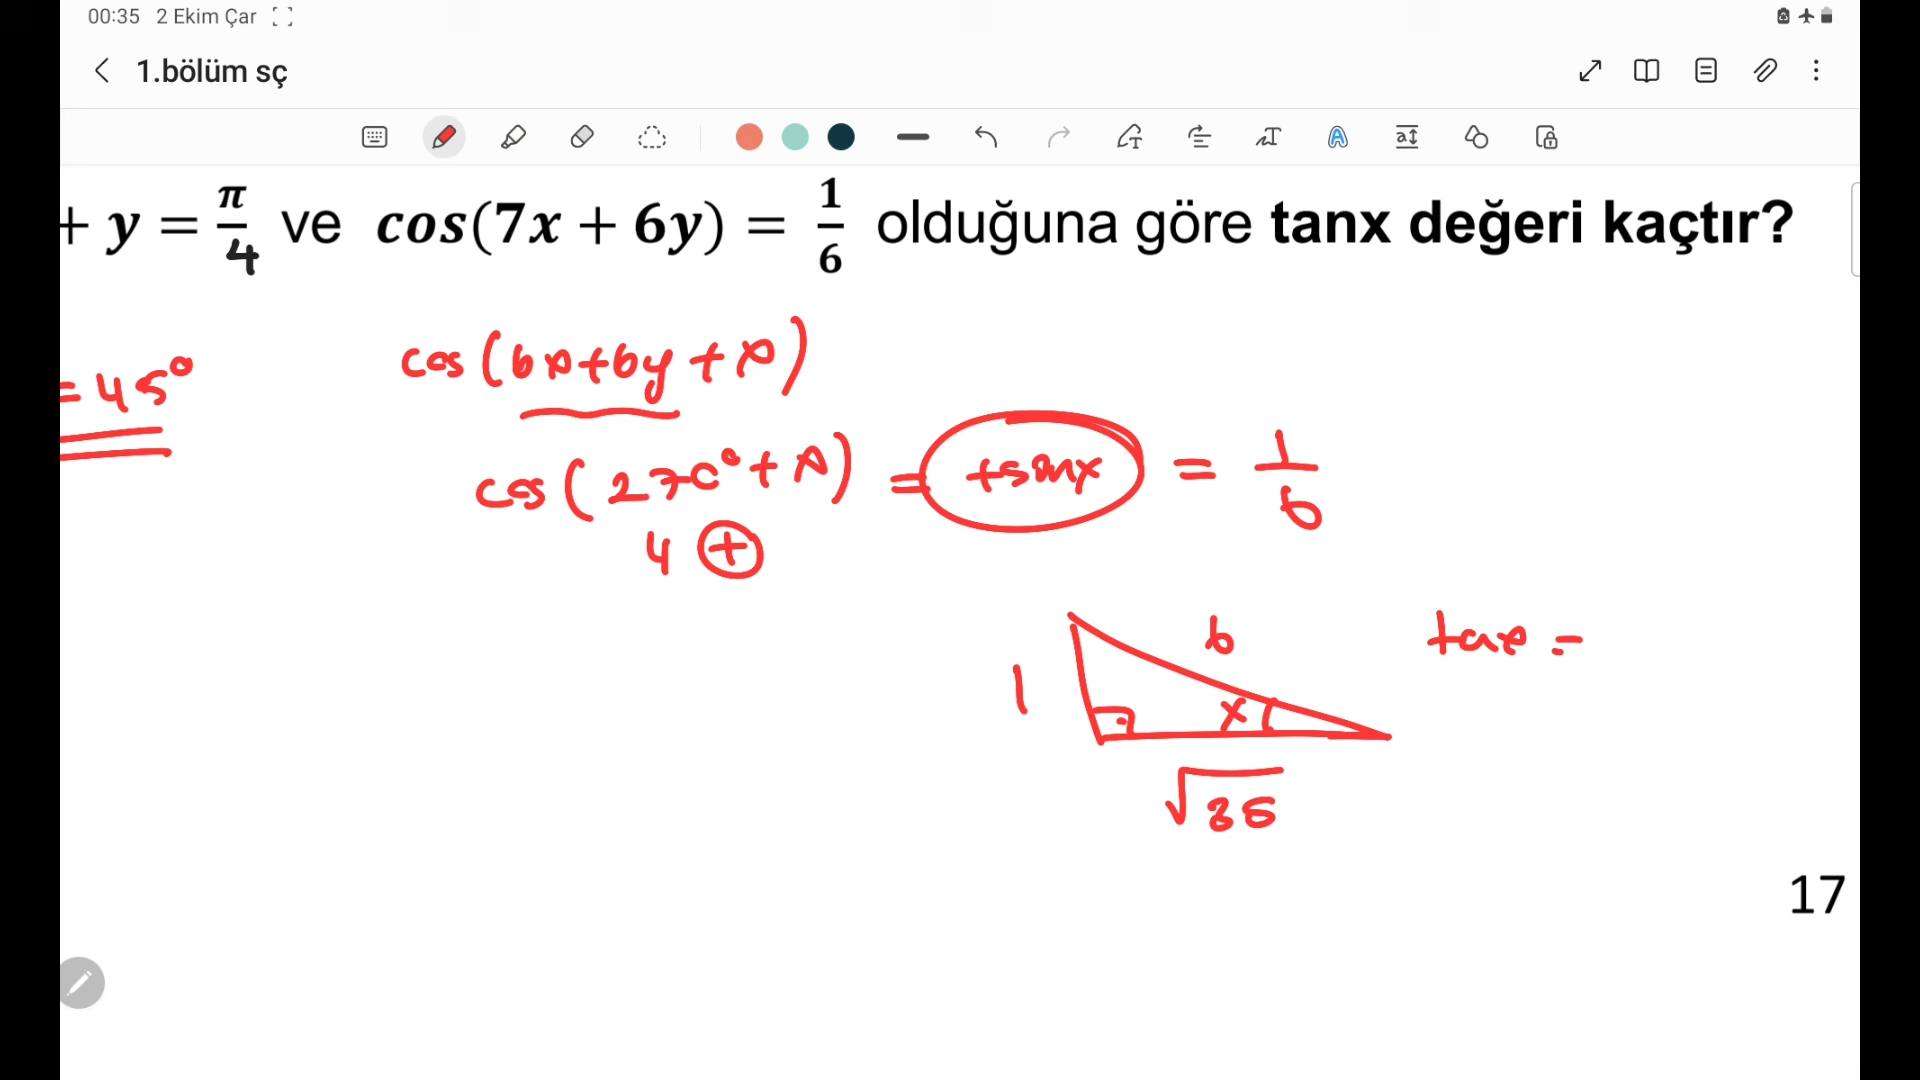 00:35 2 Ekim Çar
1.bölüm sç
+ y = π/4 ve cos(7x + 6y) = 1/6 olduğuna göre tanx değeri kaçtır?
= 45°
cos (6x+6y + x)
cos (270° + x) = +sinx = 1/6
4 +
1
6
x
√35
tax =
17